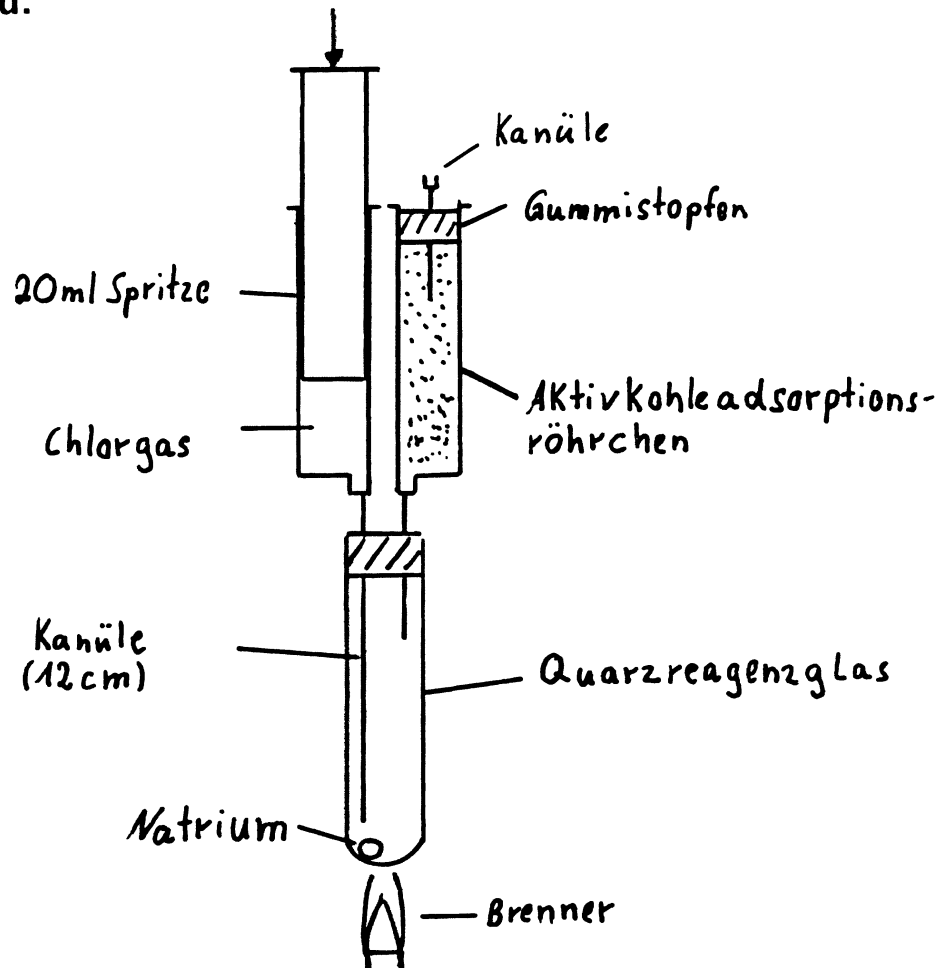 d.
Kanüle
Gummistopfen
20ml Spritze
Aktivkohleadsorptions-
röhrchen
Chlorgas
Kanüle
(12cm)
Quarzreagenzglas
Natrium
Brenner